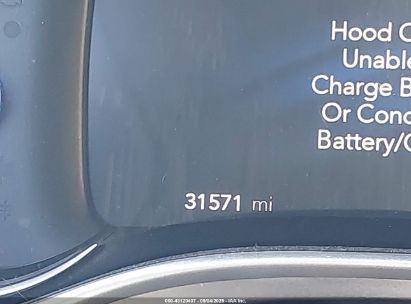 Hood O
Unable
Charge B
Or Cond
Battery/C
31571 mi